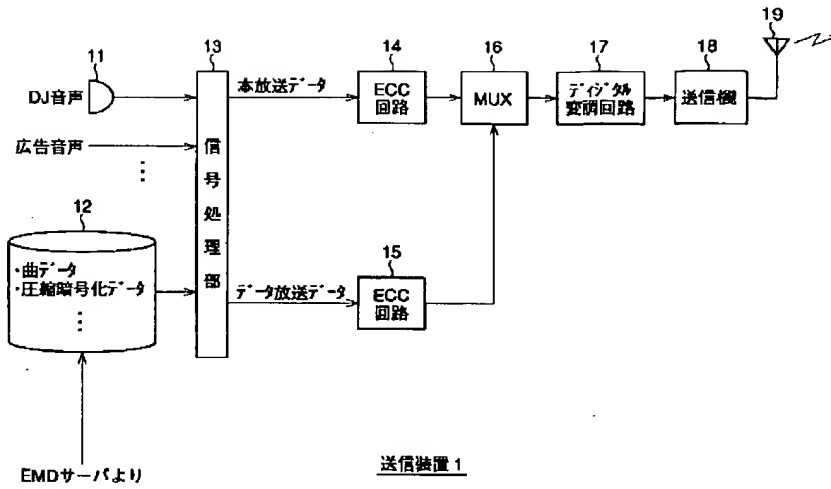 11
DJ音声
広告音声
⋮
12
・曲データ
・圧縮暗号化データ
⋮
EMDサーバより
13
信号処理部
本放送データ
データ放送データ
14
ECC
回路
15
ECC
回路
16
MUX
17
ディジタル
変調回路
18
送信機
19
送信装置1